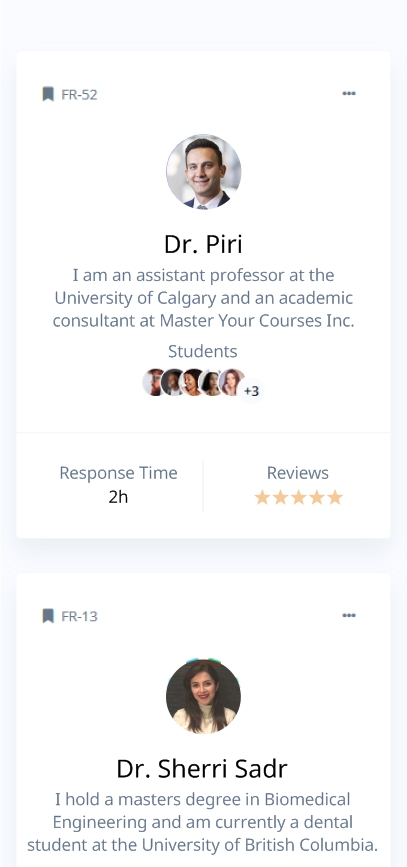 FR-52
Dr. Piri
I am an assistant professor at the
University of Calgary and an academic
consultant at Master Your Courses Inc.
Students
+3
Response Time
2h
Reviews
FR-13
Dr. Sherri Sadr
I hold a masters degree in Biomedical
Engineering and am currently a dental
student at the University of British Columbia.